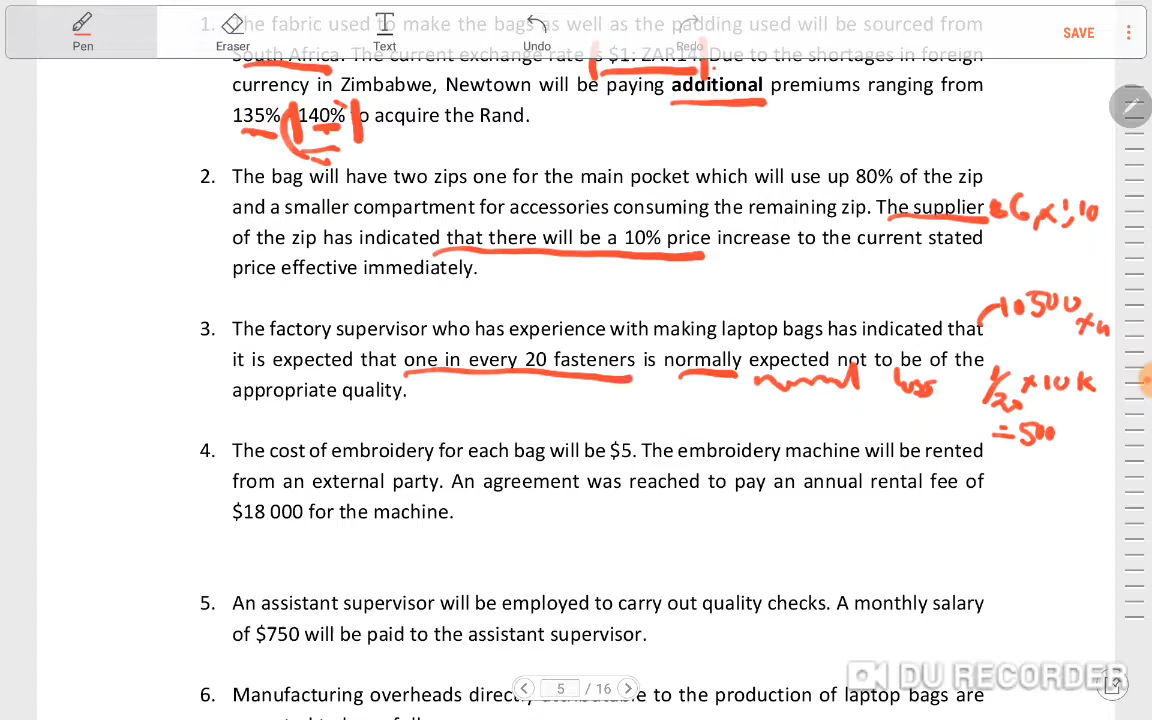 Pen
Eraser
Text
Undo
Redo
SAVE
1. The fabric used to make the bags as well as the padding used will be sourced from
South Africa. The current exchange rate is $1: ZAR14. Due to the shortages in foreign
currency in Zimbabwe, Newtown will be paying additional premiums ranging from
135% 140% to acquire the Rand.
2. The bag will have two zips one for the main pocket which will use up 80% of the zip
and a smaller compartment for accessories consuming the remaining zip. The supplier
6 x 1,10
of the zip has indicated that there will be a 10% price increase to the current stated
price effective immediately.
10500
3. The factory supervisor who has experience with making laptop bags has indicated that
it is expected that one in every 20 fasteners is normally expected not to be of the
appropriate quality.
normal loss
1/20 x 10k
= 500
4. The cost of embroidery for each bag will be $5. The embroidery machine will be rented
from an external party. An agreement was reached to pay an annual rental fee of
$18 000 for the machine.
5. An assistant supervisor will be employed to carry out quality checks. A monthly salary
of $750 will be paid to the assistant supervisor.
6. Manufacturing overheads directly to the production of laptop bags are
5 / 16
DU RECORDER